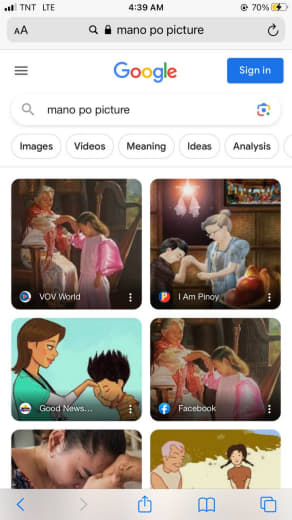 TNT LTE 4:39 AM 70%
AA mano po picture
Google Sign in
mano po picture
Images Videos Meaning Ideas Analysis
VOV World I Am Pinoy
Good News... Facebook